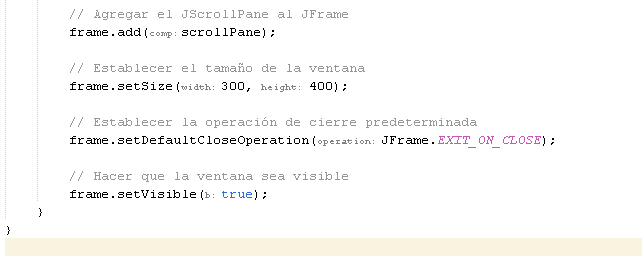 // Agregar el JScrollPane al JFrame
frame.add(comp: scrollPane);
// Establecer el tamaño de la ventana
frame.setSize(width: 300, height: 400);
// Establecer la operación de cierre predeterminada
frame.setDefaultCloseOperation(operation: JFrame.EXIT_ON_CLOSE);
// Hacer que la ventana sea visible
frame.setVisible(b: true);
}
}